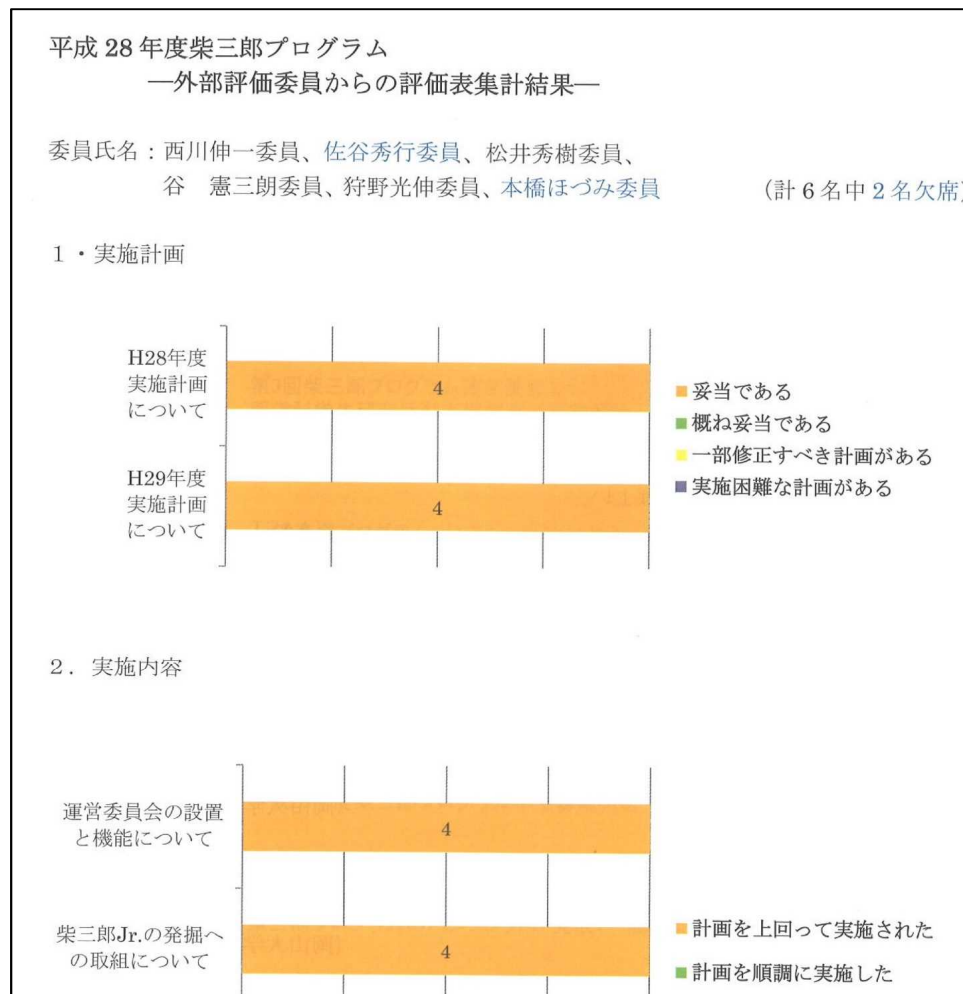 平成 28 年度柴三郎プログラム
―外部評価委員からの評価表集計結果―
委員氏名：西川伸一委員、佐谷秀行委員、松井秀樹委員、
谷　憲三朗委員、狩野光伸委員、本橋ほづみ委員　(計 6 名中 2 名欠席)
１・実施計画
H28年度
実施計画
について
4
H29年度
実施計画
について
4
妥当である
概ね妥当である
一部修正すべき計画がある
実施困難な計画がある
２．実施内容
運営委員会の設置
と機能について
4
柴三郎Jr.の発掘へ
の取組について
4
計画を上回って実施された
計画を順調に実施した